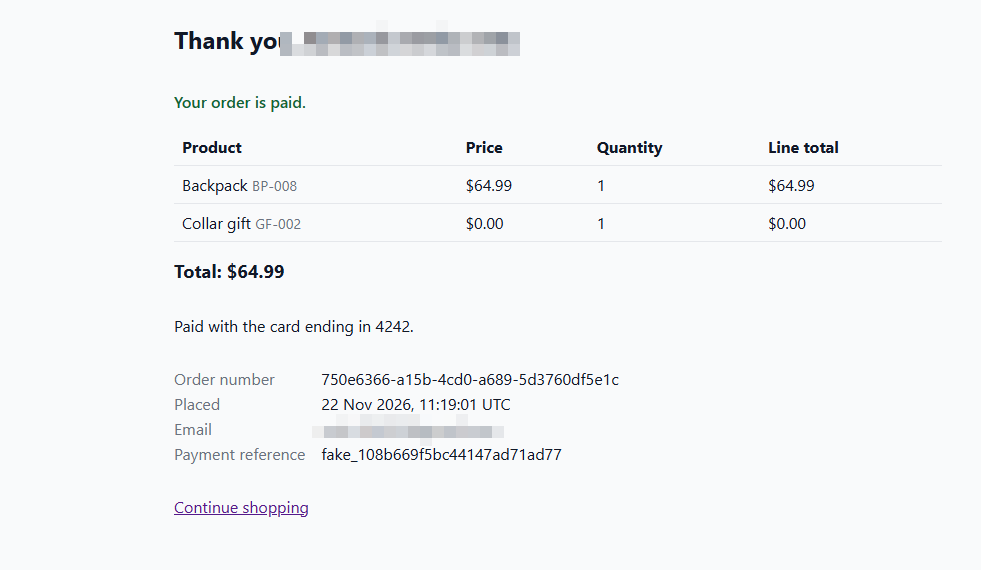 Thank you
Your order is paid.
Product Price Quantity Line total
Backpack BP-008 $64.99 1 $64.99
Collar gift GF-002 $0.00 1 $0.00
Total: $64.99
Paid with the card ending in 4242.
Order number 750e6366-a15b-4cd0-a689-5d3760df5e1c
Placed 22 Nov 2026, 11:19:01 UTC
Email
Payment reference fake_108b669f5bc44147ad71ad77
Continue shopping